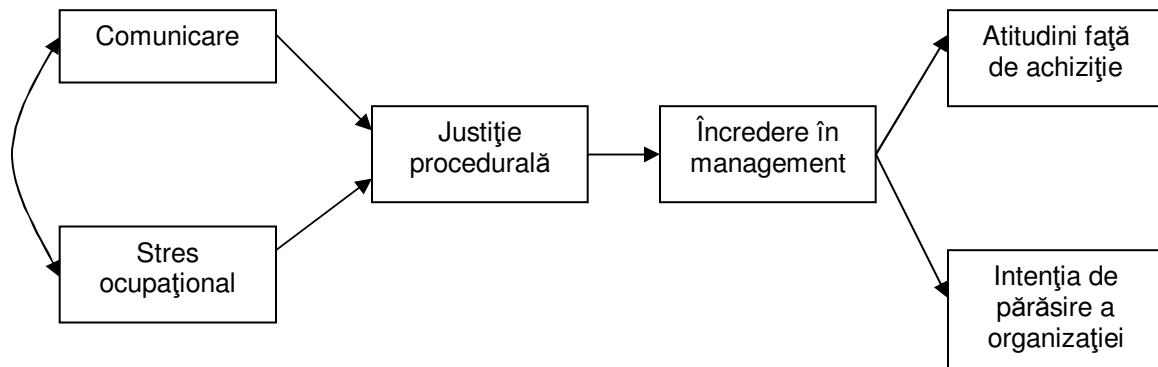 Comunicare
Stres
ocupaţional
Justiţie
procedurală
Încredere în
management
Atitudini faţă
de achiziţie
Intenţia de
părăsire a
organizaţiei